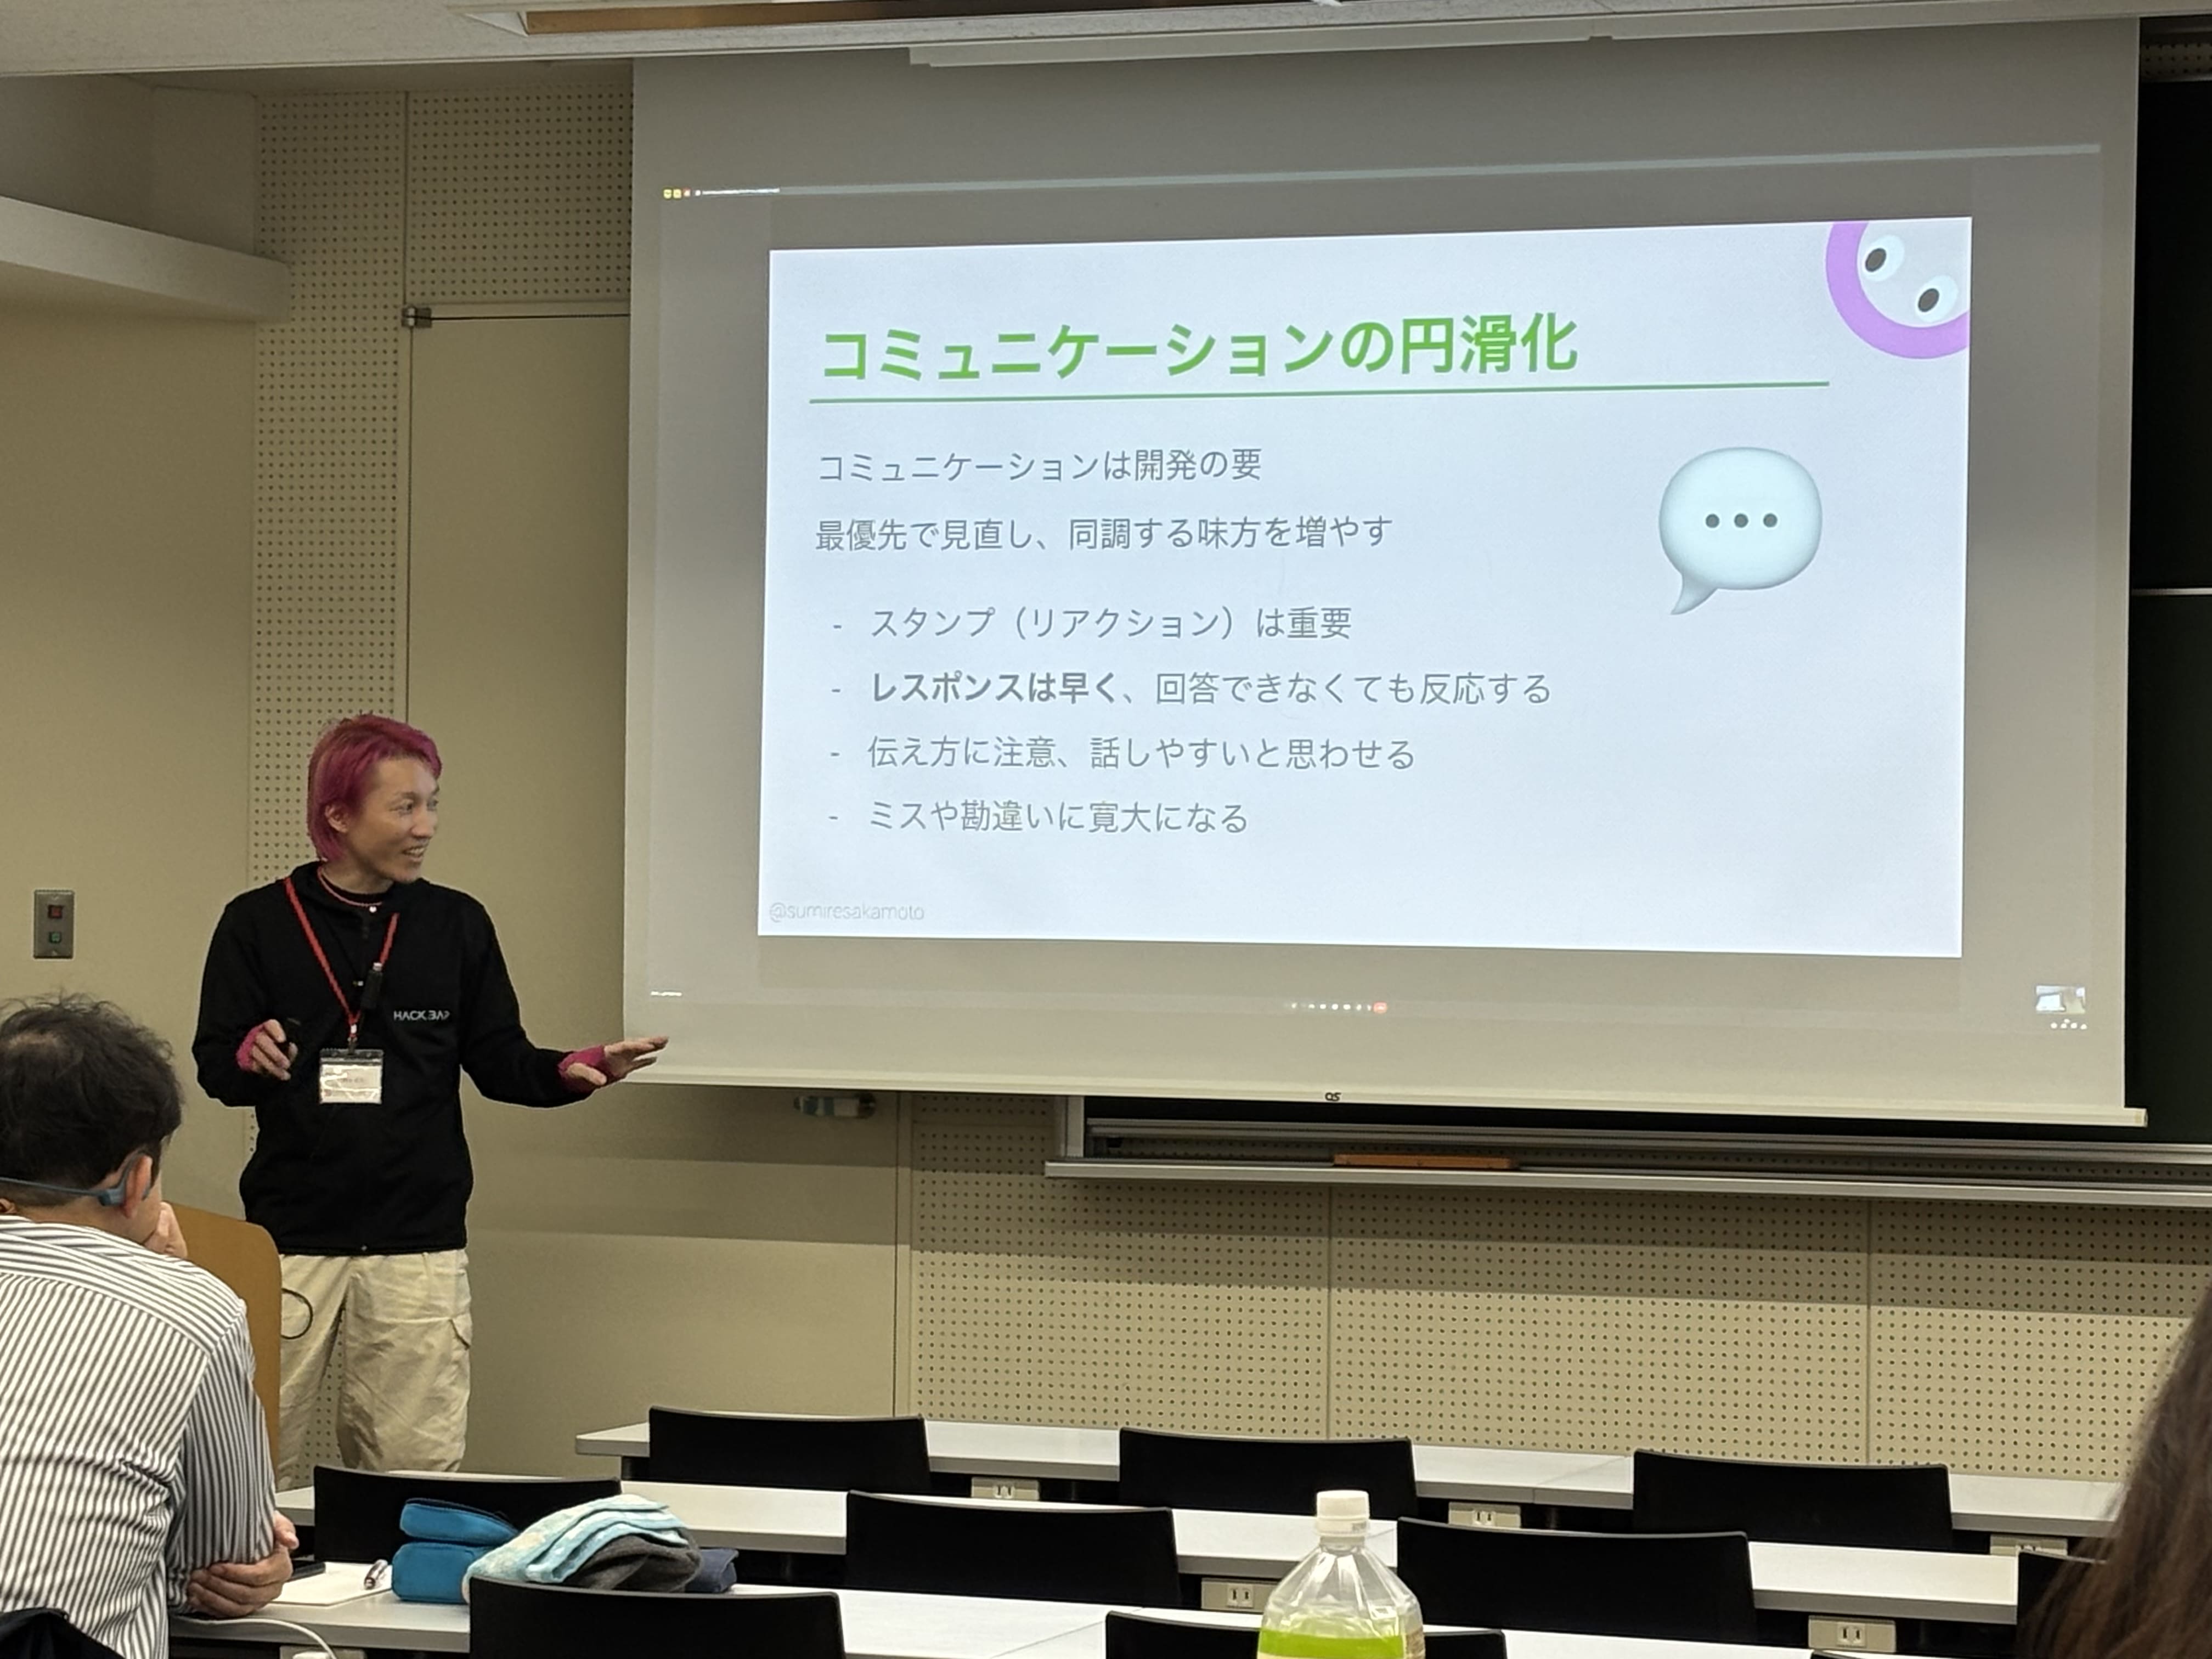 コミュニケーションの円滑化
コミュニケーションは開発の要
最優先で見直し、同調する味方を増やす
- スタンプ（リアクション）は重要
- レスポンスは早く、回答できなくても反応する
- 伝え方に注意、話しやすいと思わせる
- ミスや勘違いに寛大になる
@sumiresakamoto
HACK.BAR
OS